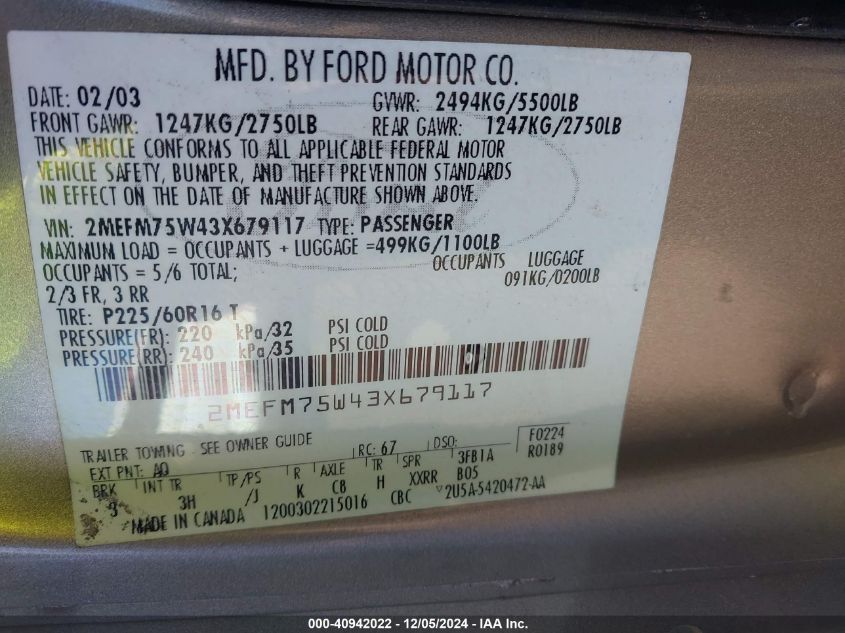 MFD. BY FORD MOTOR CO.
DATE: 02/03 GVWR: 2494KG/5500LB
FRONT GAWR: 1247KG/2750LB REAR GAWR: 1247KG/2750LB
THIS VEHICLE CONFORMS TO ALL APPLICABLE FEDERAL MOTOR
VEHICLE SAFETY, BUMPER, AND THEFT PREVENTION STANDARDS
IN EFFECT ON THE DATE OF MANUFACTURE SHOWN ABOVE.
VIN: 2MEFM75W43X679117 TYPE: PASSENGER
MAXIMUM LOAD = OCCUPANTS + LUGGAGE =499KG/1100LB
OCCUPANTS = 5/6 TOTAL; OCCUPANTS LUGGAGE
2/3 FR, 3 RR 091KG/0200LB
TIRE: P225/60R16 T
PRESSURE(FR): 220 kPa/32 PSI COLD
PRESSURE(RR): 240 kPa/35 PSI COLD
2MEFM75W43X679117
TRAILER TOWING - SEE OWNER GUIDE RC: 67 DSO: F0224
EXT PNT: AQ 3FB1A R0189
BRK INT TR TP/PS R AXLE TR SPR B05
3 3H /J K C8 H XXRR
MADE IN CANADA 1200302215016 CBC 2U5A-5420472-AA
000-40942022 - 12/05/2024 - IAA Inc.